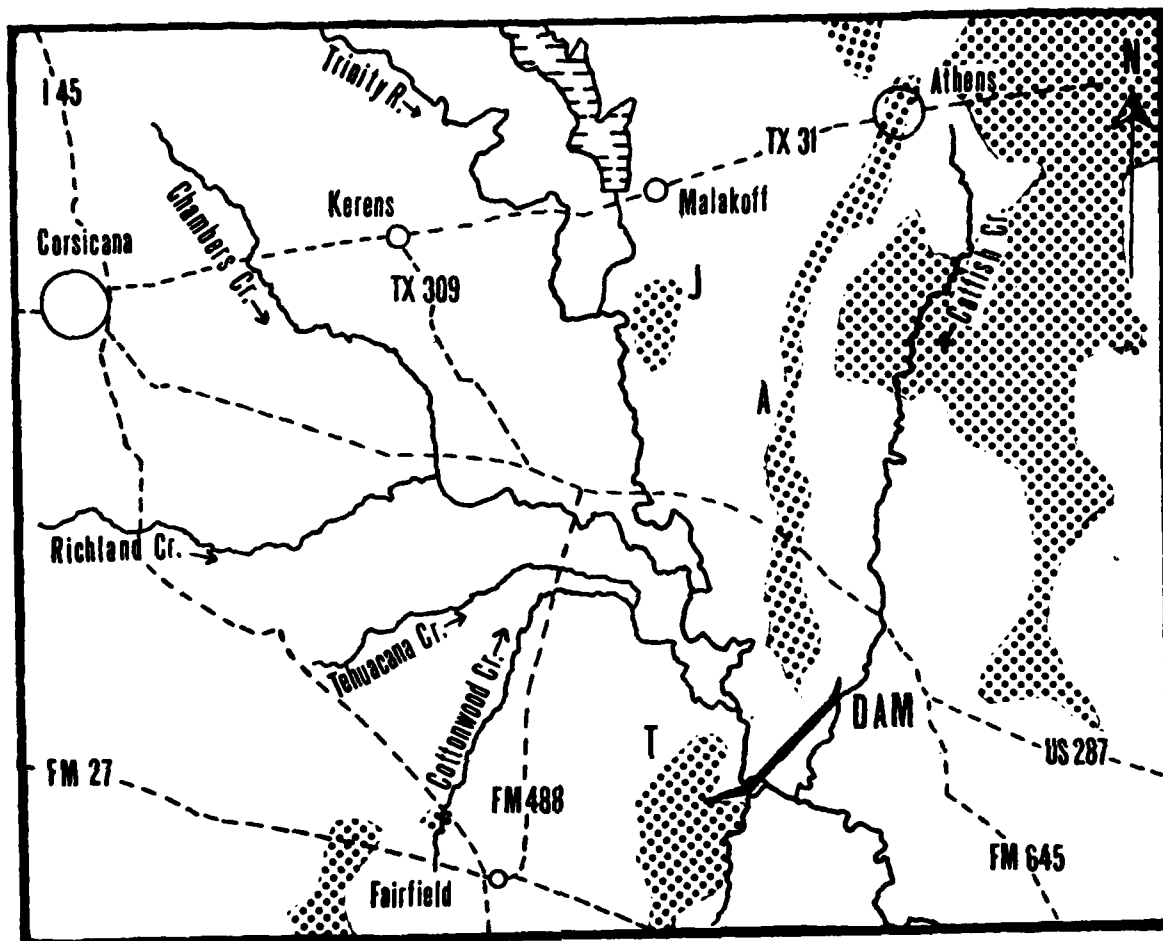 I 45
Trinity R.
Athens
N
TX 31
Chambers Cr.
Kerens
Malakoff
Corsicana
Catfish Cr.
TX 309
J
A
Richland Cr.
Tehuacana Cr.
Cottonwood Cr.
T
DAM
US 287
FM 27
FM 488
FM 645
Fairfield